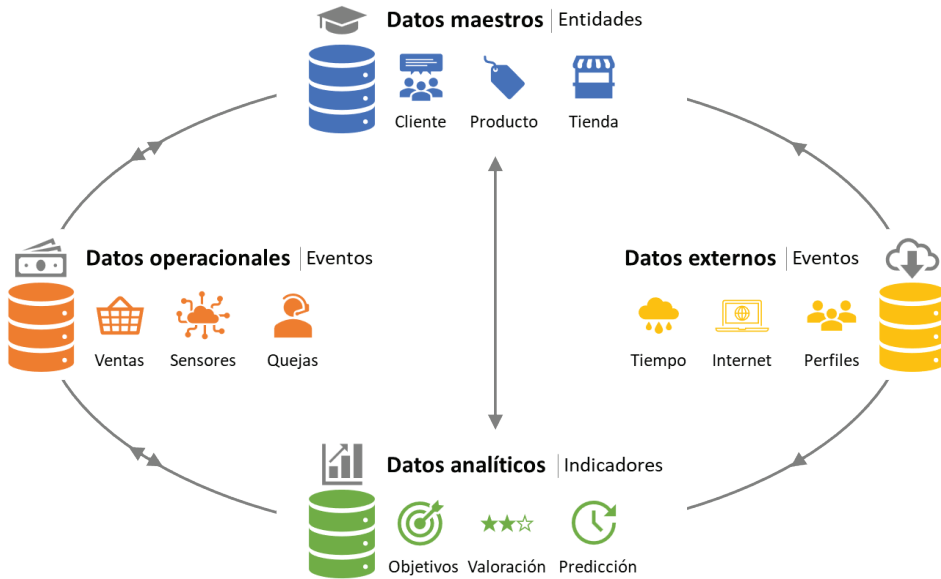 Datos maestros | Entidades
Cliente Producto Tienda
Datos operacionales | Eventos
Ventas Sensores Quejas
Datos externos | Eventos
Tiempo Internet Perfiles
Datos analíticos | Indicadores
Objetivos Valoración Predicción